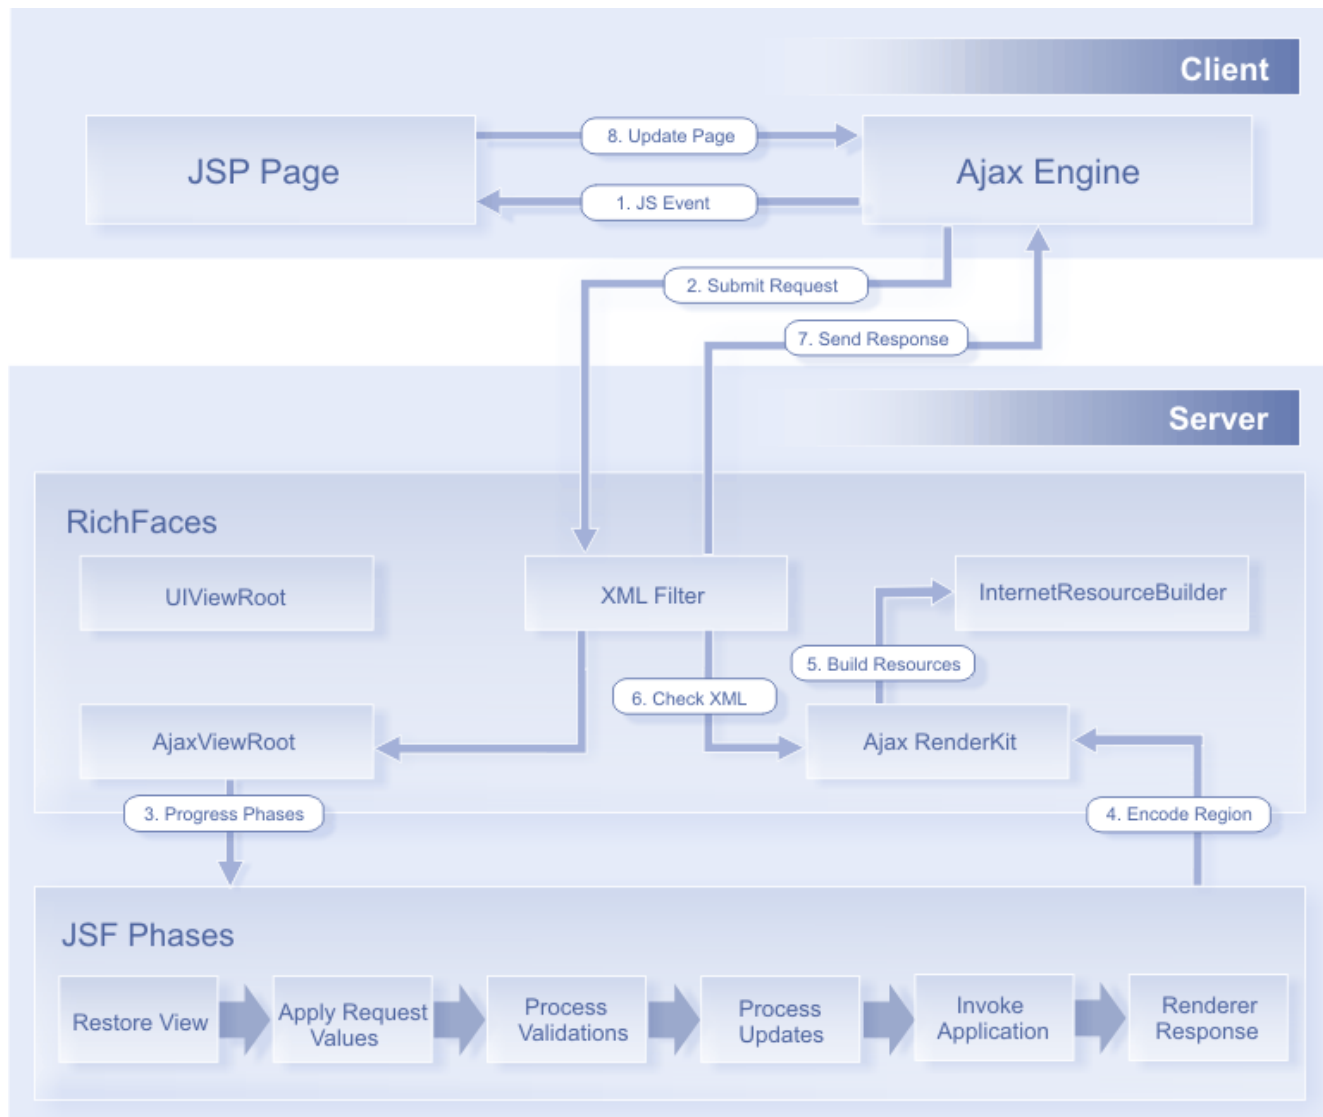 Client
JSP Page
8. Update Page
Ajax Engine
1. JS Event
2. Submit Request
7. Send Response
Server
RichFaces
UIViewRoot
XML Filter
InternetResourceBuilder
5. Build Resources
6. Check XML
AjaxViewRoot
Ajax RenderKit
3. Progress Phases
4. Encode Region
JSF Phases
Restore View
Apply Request
Values
Process
Validations
Process
Updates
Invoke
Application
Renderer
Response